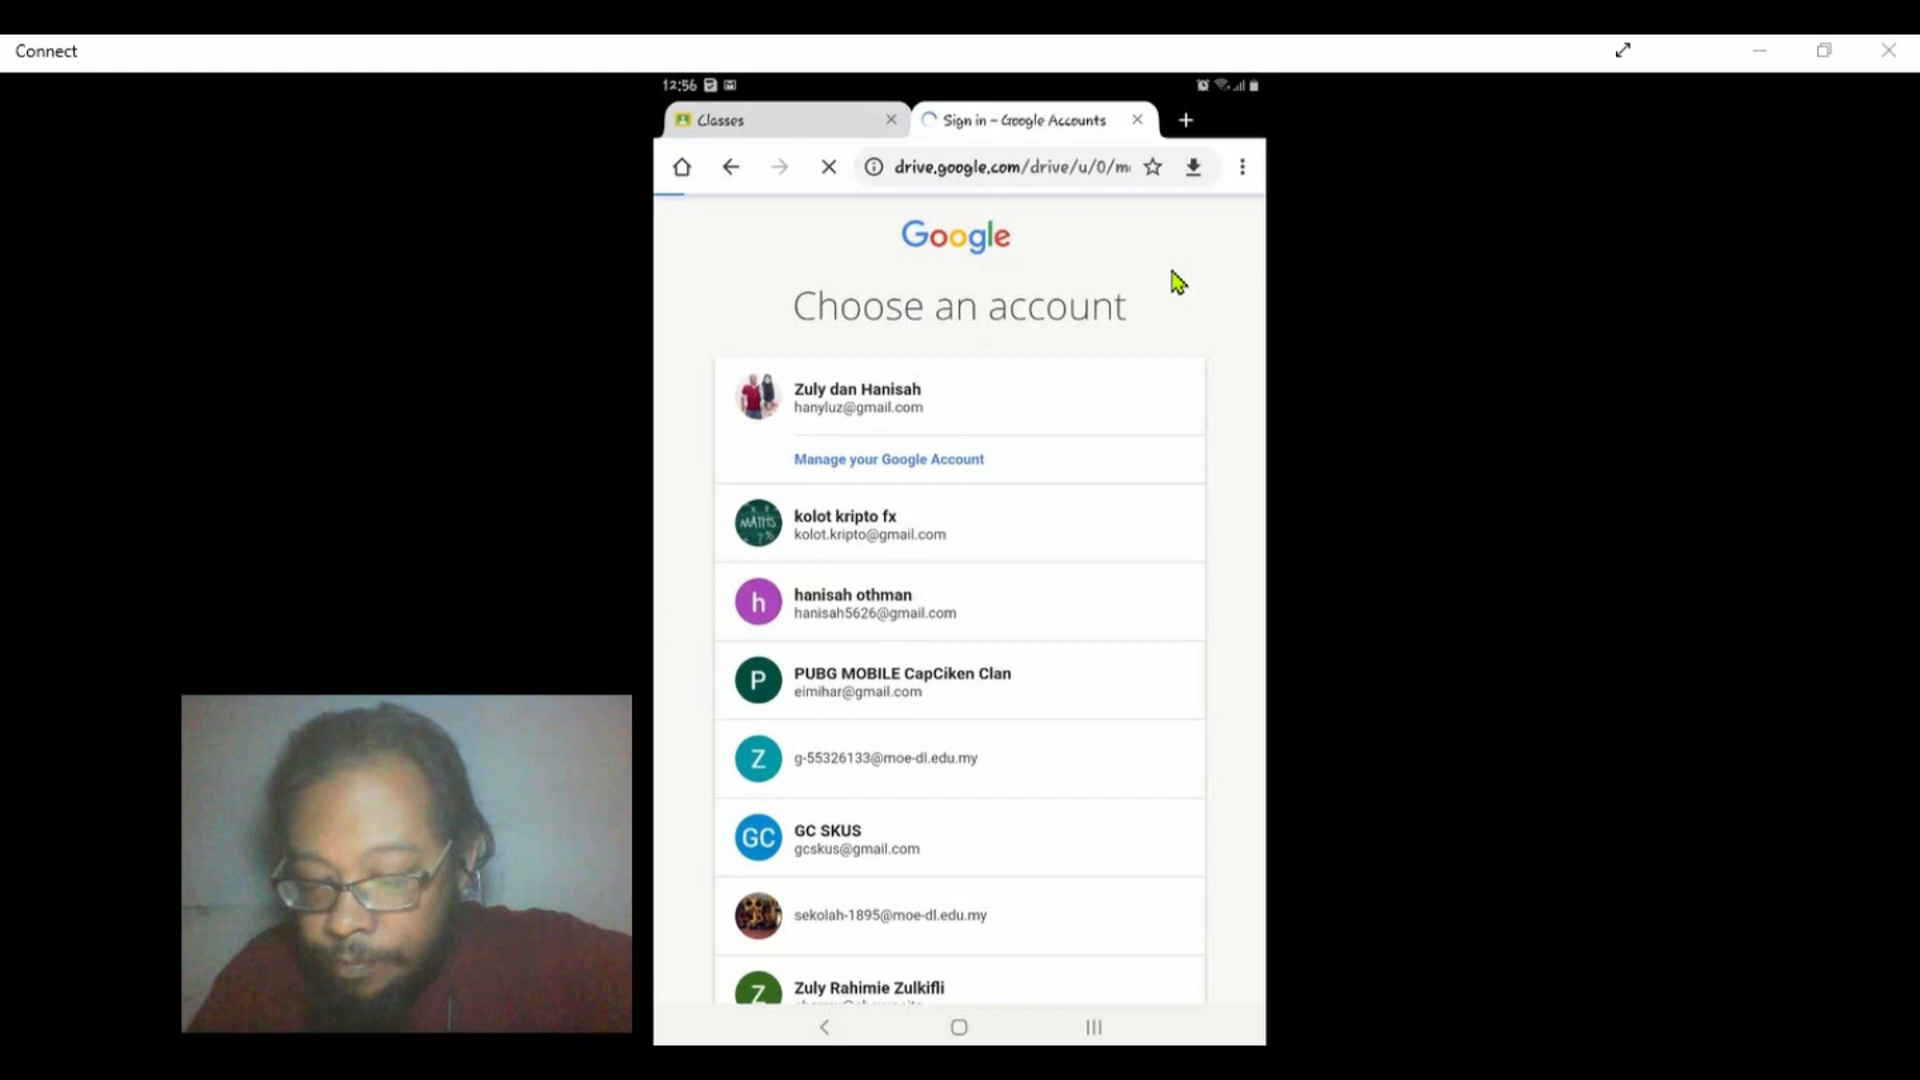 Connect
12:56
Classes
Sign in – Google Accounts
drive.google.com/drive/u/0/m
Google
Choose an account
Zuly dan Hanisah
hanyluz@gmail.com
Manage your Google Account
MATHS
kolot kripto fx
kolot.kripto@gmail.com
h
hanisah othman
hanisah5626@gmail.com
P
PUBG MOBILE CapCiken Clan
eimihar@gmail.com
Z
g-55326133@moe-dl.edu.my
GC
GC SKUS
gcskus@gmail.com
sekolah-1895@moe-dl.edu.my
Z
Zuly Rahimie Zulkifli